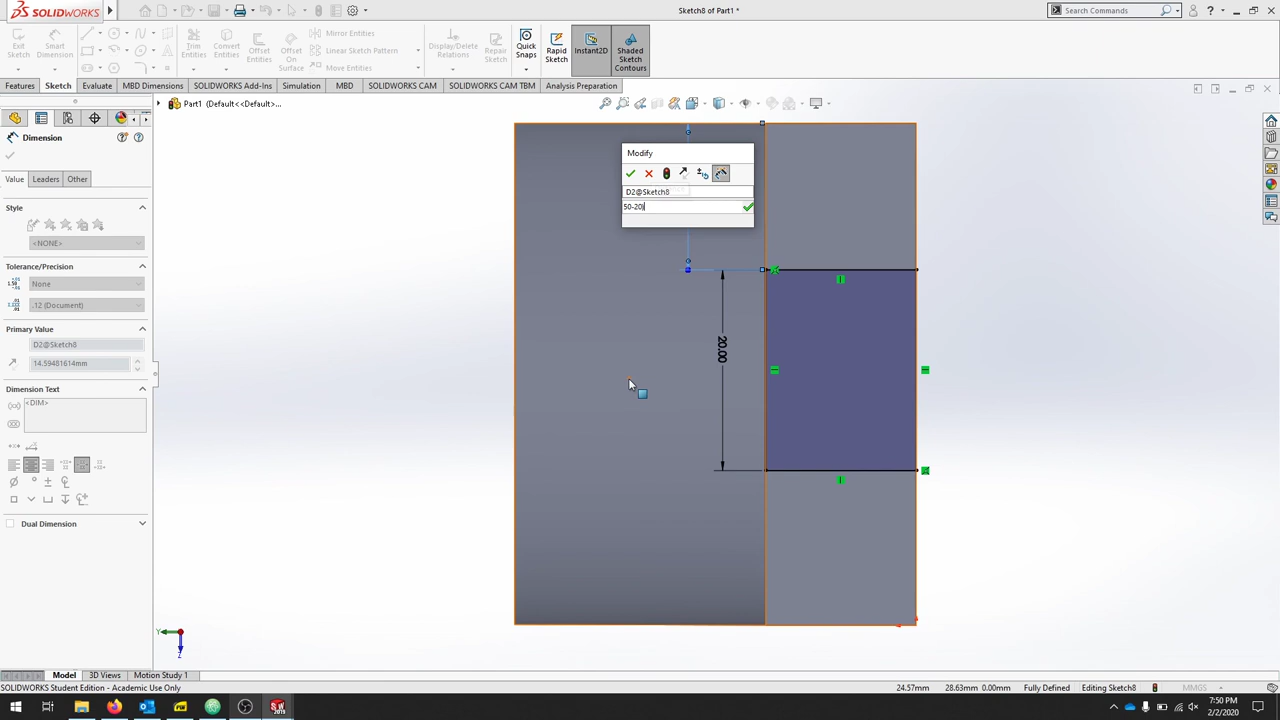 SOLIDWORKS
Sketch8 of Part1 *
Search Commands
Exit Sketch
Smart Dimension
Trim Entities
Convert Entities
Offset Entities
Offset On Surface
Mirror Entities
Linear Sketch Pattern
Move Entities
Display/Delete Relations
Repair Sketch
Quick Snaps
Rapid Sketch
Instant2D
Shaded Sketch Contours
Features
Sketch
Evaluate
MBD Dimensions
SOLIDWORKS Add-Ins
Simulation
MBD
SOLIDWORKS CAM
SOLIDWORKS CAM TBM
Analysis Preparation
Part1 (Default<<Default>...
Dimension
Value
Leaders
Other
Style
<NONE>
Tolerance/Precision
None
.12 (Document)
Primary Value
D2@Sketch8
14.59481614mm
Dimension Text
<DIM>
Dual Dimension
Modify
D2@Sketch8
50-20)
20.00
Y
Z
Model
3D Views
Motion Study 1
SOLIDWORKS Student Edition - Academic Use Only
24.57mm
28.63mm 0.00mm
Fully Defined
Editing Sketch8
MMGS
7:50 PM
2/2/2020